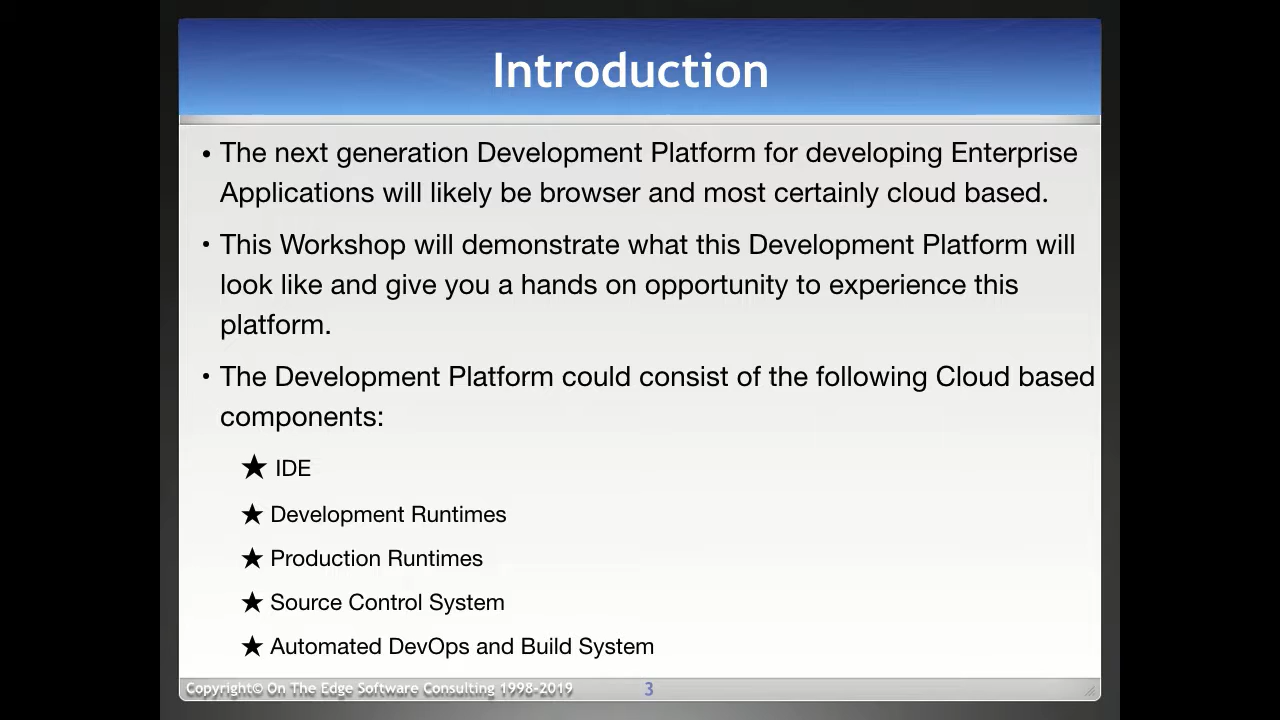 Introduction
• The next generation Development Platform for developing Enterprise
Applications will likely be browser and most certainly cloud based.
• This Workshop will demonstrate what this Development Platform will
look like and give you a hands on opportunity to experience this
platform.
• The Development Platform could consist of the following Cloud based
components:
★ IDE
★ Development Runtimes
★ Production Runtimes
★ Source Control System
★ Automated DevOps and Build System
Copyright© On The Edge Software Consulting 1998-2019 3